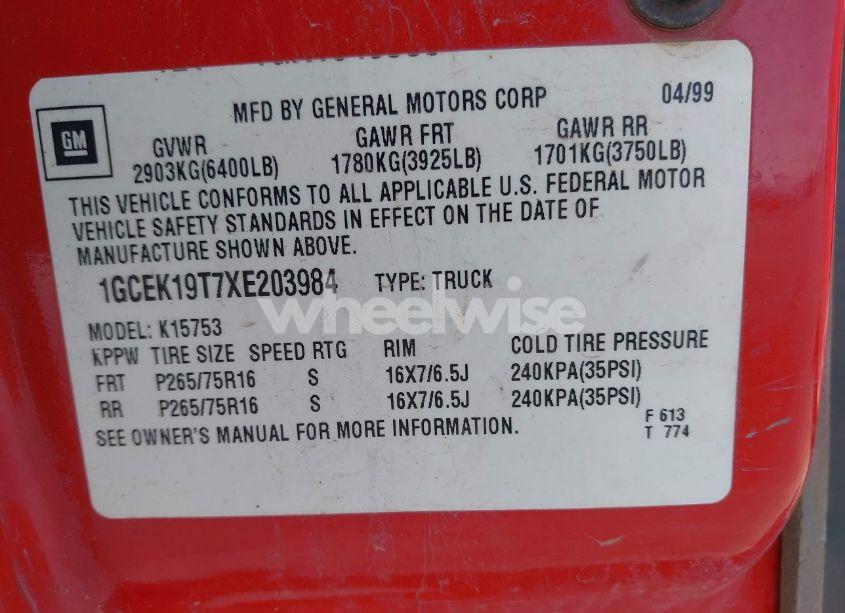 MFD BY GENERAL MOTORS CORP 04/99
GM
GVWR GAWR FRT GAWR RR
2903KG(6400LB) 1780KG(3925LB) 1701KG(3750LB)
THIS VEHICLE CONFORMS TO ALL APPLICABLE U.S. FEDERAL MOTOR
VEHICLE SAFETY STANDARDS IN EFFECT ON THE DATE OF
MANUFACTURE SHOWN ABOVE.
1GCEK19T7XE203984 TYPE: TRUCK
wheelwise
MODEL: K15753
KPPW TIRE SIZE SPEED RTG RIM COLD TIRE PRESSURE
FRT P265/75R16 S 16X7/6.5J 240KPA(35PSI)
RR P265/75R16 S 16X7/6.5J 240KPA(35PSI)
SEE OWNER'S MANUAL FOR MORE INFORMATION.
F 613
T 774